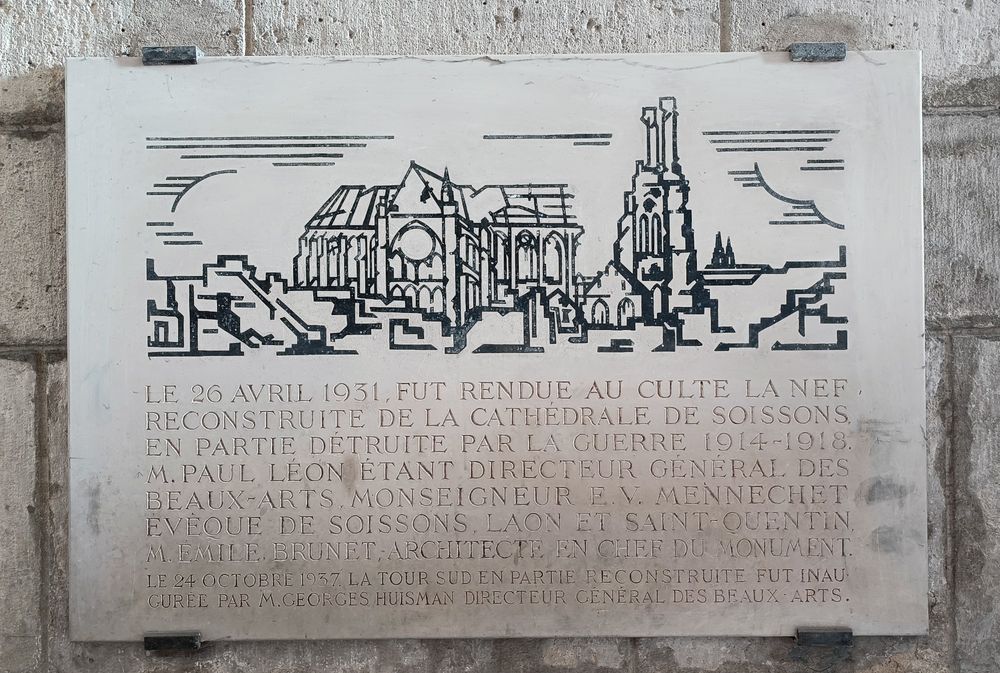 LE 26 AVRIL 1931, FUT RENDUE AU CULTE LA NEF,
RECONSTRUITE DE LA CATHÉDRALE DE SOISSONS
EN PARTIE DÉTRUITE PAR LA GUERRE 1914-1918.
M. PAUL LÉON ÉTANT DIRECTEUR GÉNÉRAL DES
BEAUX-ARTS, MONSEIGNEUR E.V. MENNECHET
EVÊQUE DE SOISSONS, LAON ET SAINT-QUENTIN,
M. EMILE BRUNET, ARCHITECTE EN CHEF DU MONUMENT.
LE 24 OCTOBRE 1937, LA TOUR SUD EN PARTIE RECONSTRUITE FUT INAU-
GURÉE PAR M. GEORGES HUISMAN DIRECTEUR GÉNÉRAL DES BEAUX-ARTS.